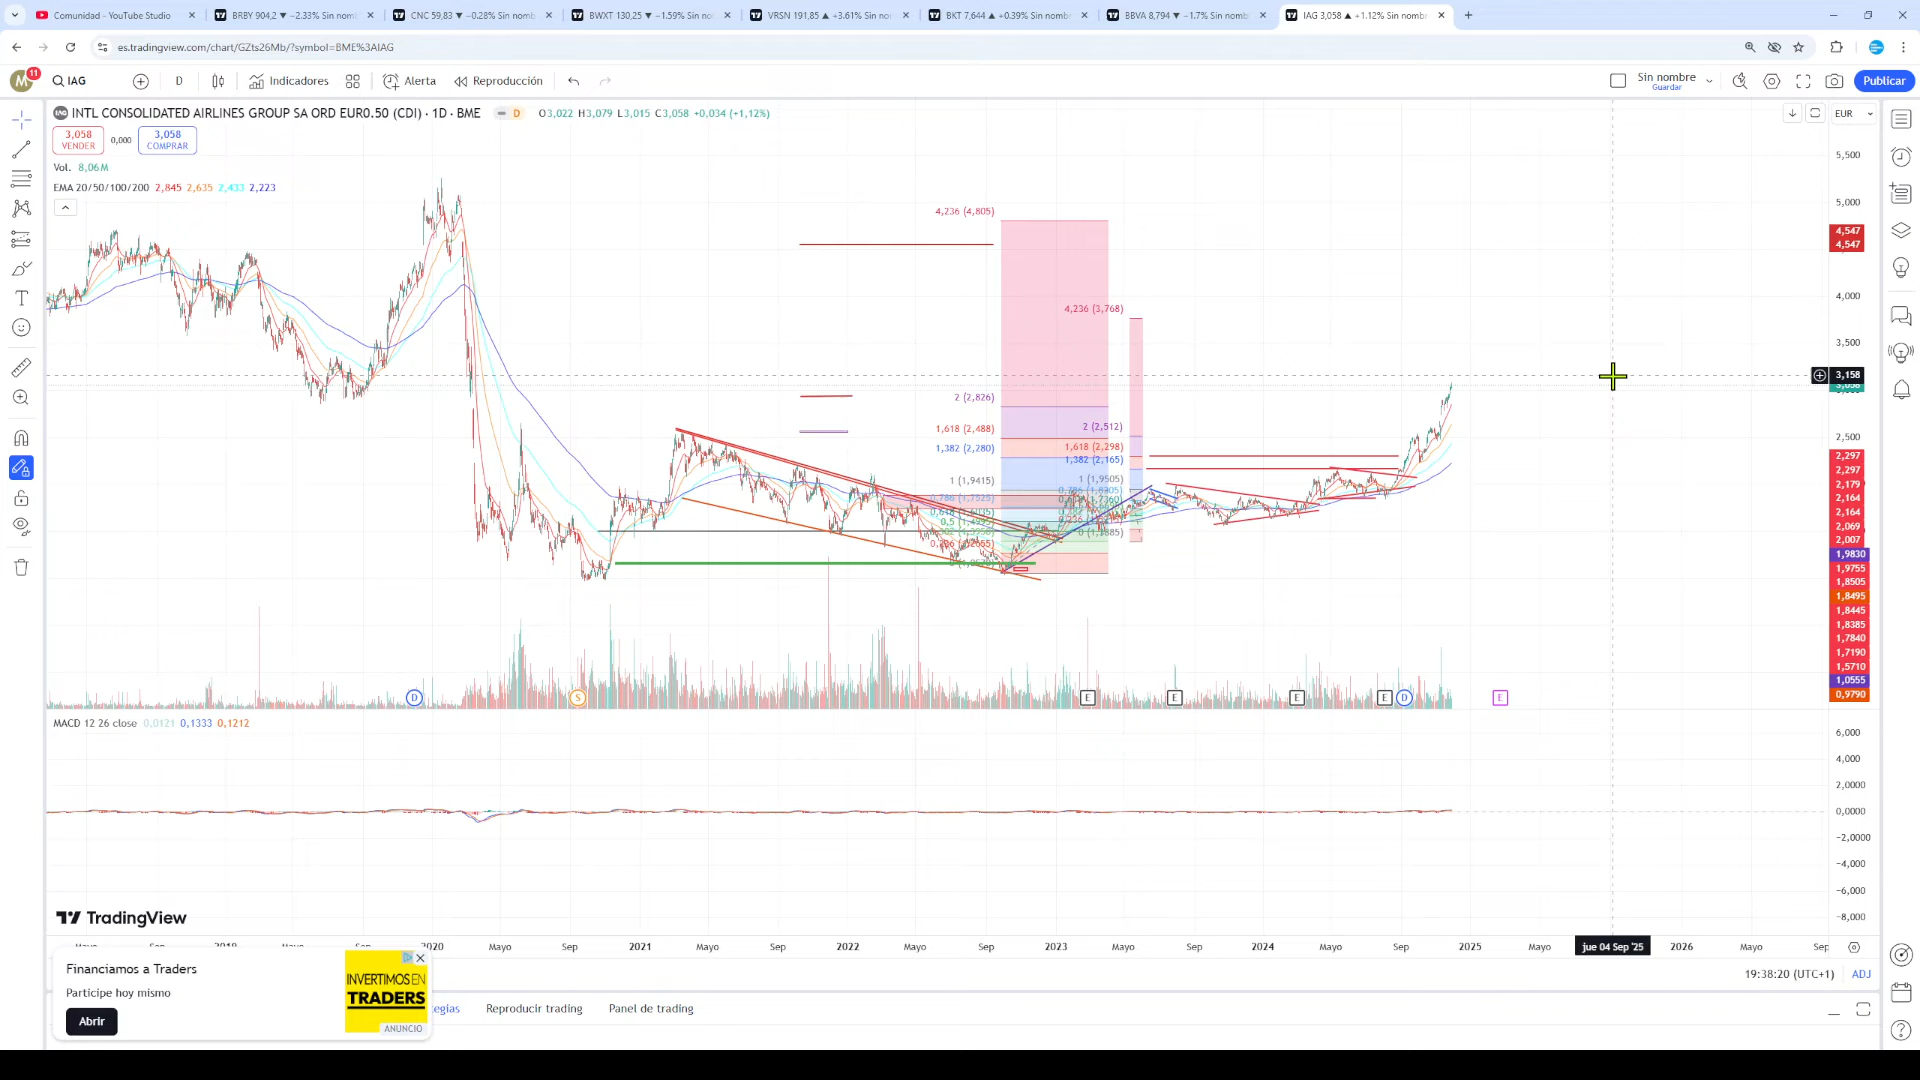 Comunidad - YouTube Studio
BRBY 904,2 ▼ −2.33% Sin nomb
CNC 59,83 ▼ −0.28% Sin nomb
BWXT 130,25 ▼ −1.59% Sin nomb
VRSN 191,85 ▲ +3.61% Sin nom
BKT 7,644 ▲ +0.39% Sin nomb
BBVA 8,794 ▼ −1.7% Sin nomb
IAG 3,058 ▲ +1.12% Sin nomb
es.tradingview.com/chart/GZts26Mb/?symbol=BME%3AIAG
M
11
IAG
D
Indicadores
Alerta
Reproducción
Sin nombre
Guardar
Publicar
INTL CONSOLIDATED AIRLINES GROUP SA ORD EUR0.50 (CDI) · 1D · BME
D
O3,022 H3,079 L3,015 C3,058 +0,034 (+1,12%)
EUR
3,058
VENDER
0,000
3,058
COMPRAR
Vol. 8,06M
EMA 20/50/100/200 2,845 2,635 2,433 2,223
4,236 (4,805)
4,236 (3,768)
2 (2,826)
1,618 (2,488)
1,382 (2,280)
1 (1,9415)
2 (2,512)
1,618 (2,298)
1,382 (2,165)
1 (1,9505)
5,500
5,000
4,547
4,547
4,000
3,500
3,158
2,500
2,297
2,297
2,179
2,164
2,164
2,069
2,007
1,9830
1,9755
1,8505
1,8495
1,8445
1,8385
1,7840
1,7190
1,5710
1,0555
0,9790
D
S
E
E
E
E
D
E
MACD 12 26 close 0,0121 0,1333 0,1212
6,000
4,000
2,0000
0,0000
−2,0000
−4,000
−6,000
−8,000
TradingView
2020
Mayo
Sep
2021
Mayo
Sep
2022
Mayo
Sep
2023
Mayo
Sep
2024
Mayo
Sep
2025
Mayo
jue 04 Sep '25
2026
Mayo
Sep
19:38:20 (UTC+1)
ADJ
Financiamos a Traders
Participe hoy mismo
Abrir
INVERTIMOS EN
TRADERS
ANUNCIO
tegias
Reproducir trading
Panel de trading